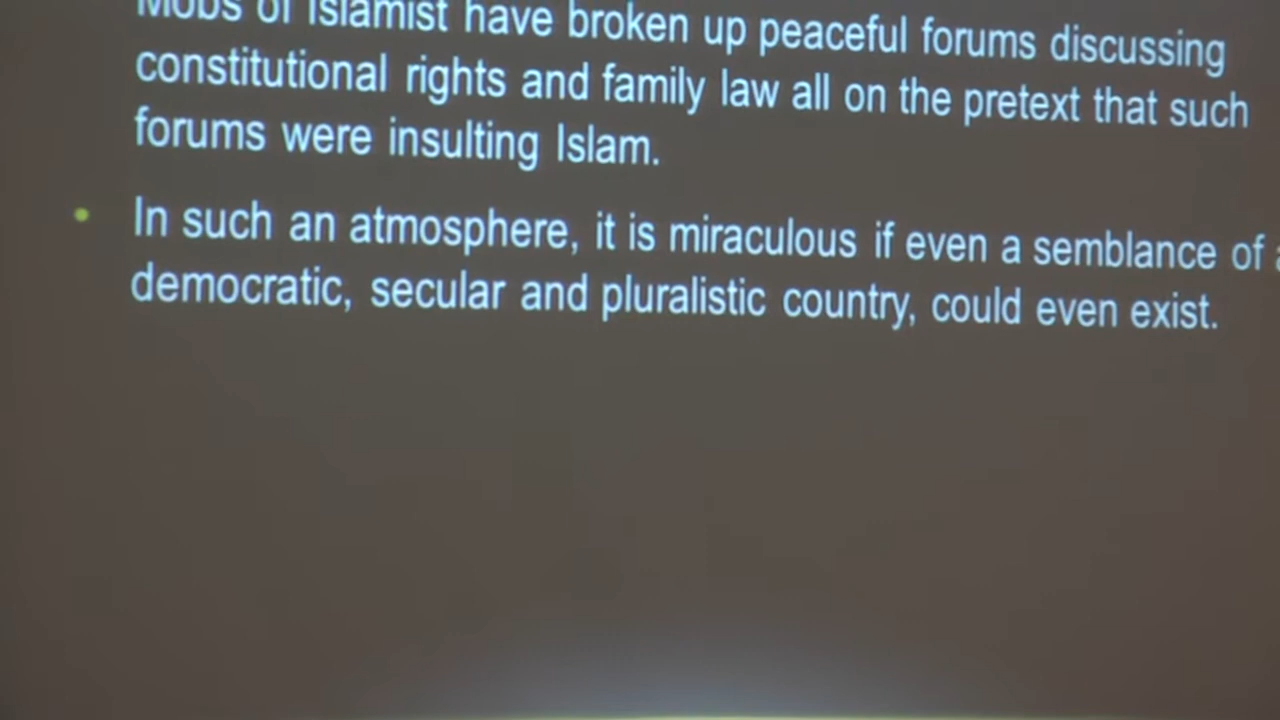 Mobs of Islamist have broken up peaceful forums discussing
constitutional rights and family law all on the pretext that such
forums were insulting Islam.
• In such an atmosphere, it is miraculous if even a semblance of a
democratic, secular and pluralistic country, could even exist.